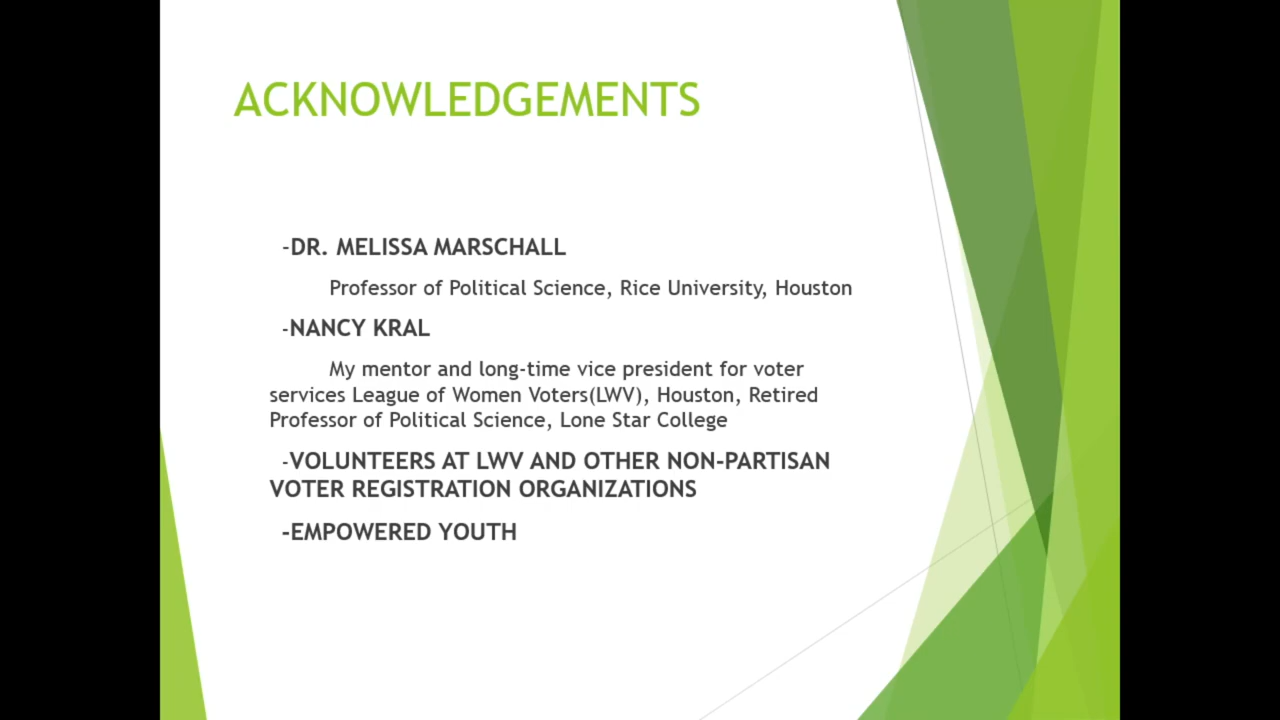 ACKNOWLEDGEMENTS
-DR. MELISSA MARSCHALL
Professor of Political Science, Rice University, Houston
-NANCY KRAL
My mentor and long-time vice president for voter
services League of Women Voters(LWV), Houston, Retired
Professor of Political Science, Lone Star College
-VOLUNTEERS AT LWV AND OTHER NON-PARTISAN
VOTER REGISTRATION ORGANIZATIONS
-EMPOWERED YOUTH